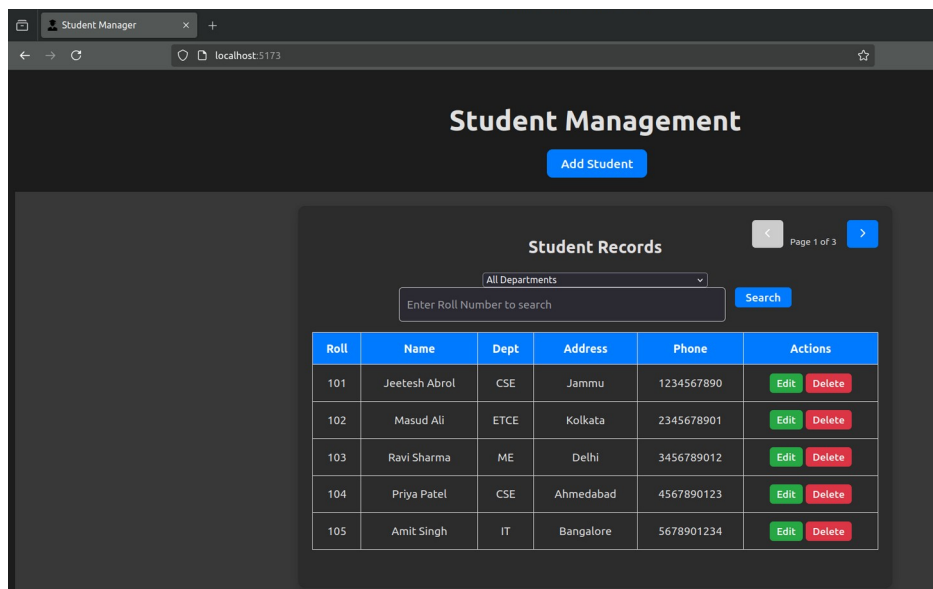 Student Manager
localhost:5173
Student Management
Add Student
Student Records
Page 1 of 3
All Departments
Enter Roll Number to search
Search
Roll Name Dept Address Phone Actions
101 Jeetesh Abrol CSE Jammu 1234567890 Edit Delete
102 Masud Ali ETCE Kolkata 2345678901 Edit Delete
103 Ravi Sharma ME Delhi 3456789012 Edit Delete
104 Priya Patel CSE Ahmedabad 4567890123 Edit Delete
105 Amit Singh IT Bangalore 5678901234 Edit Delete